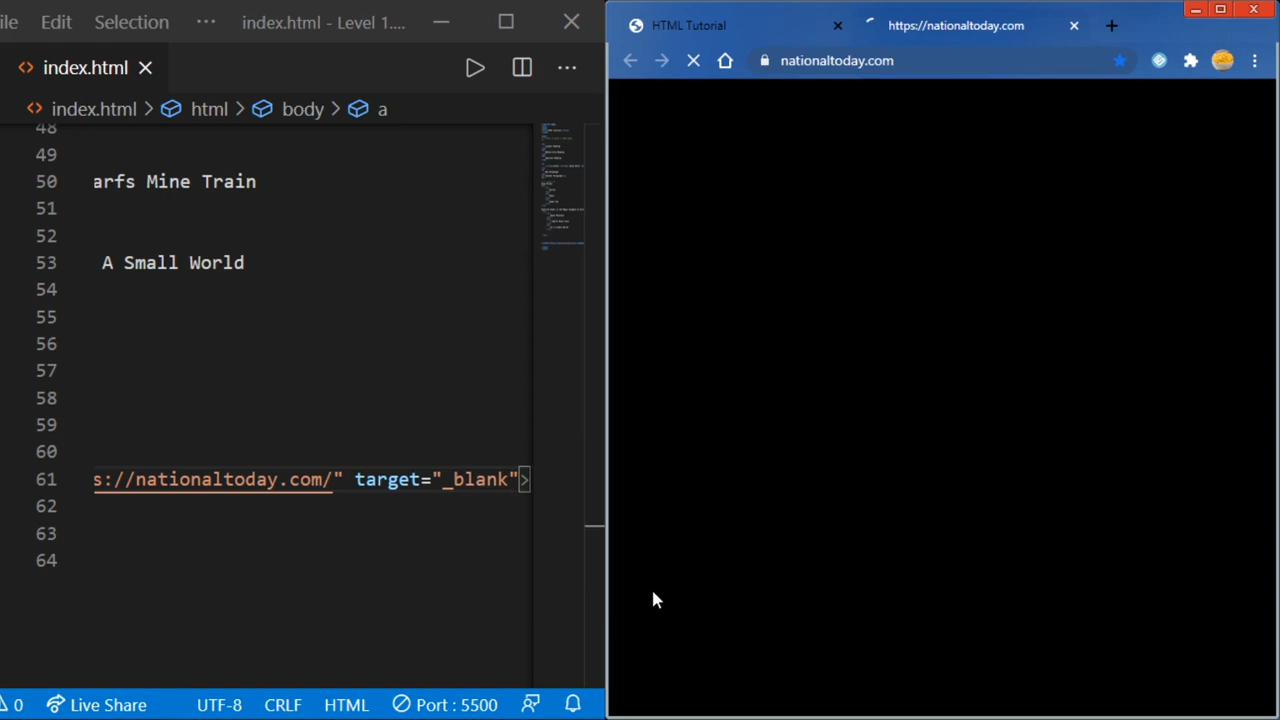 ile Edit Selection ··· index.html - Level 1....
index.html
index.html > html > body > a
48
49
50 arfs Mine Train
51
52
53 A Small World
54
55
56
57
58
59
60
61 s://nationaltoday.com/" target="_blank">
62
63
64
0 Live Share UTF-8 CRLF HTML Port : 5500
HTML Tutorial https://nationaltoday.com
nationaltoday.com